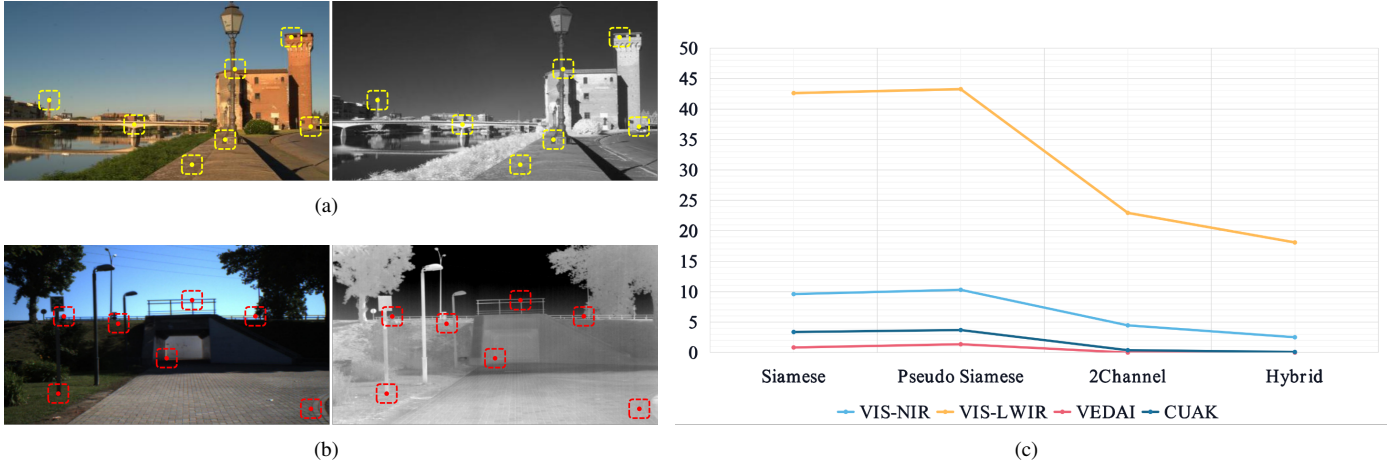 (a)
(b)
50
45
40
35
30
25
20
15
10
5
0
Siamese Pseudo Siamese 2Channel Hybrid
VIS-NIR VIS-LWIR VEDAI CUAK
(c)